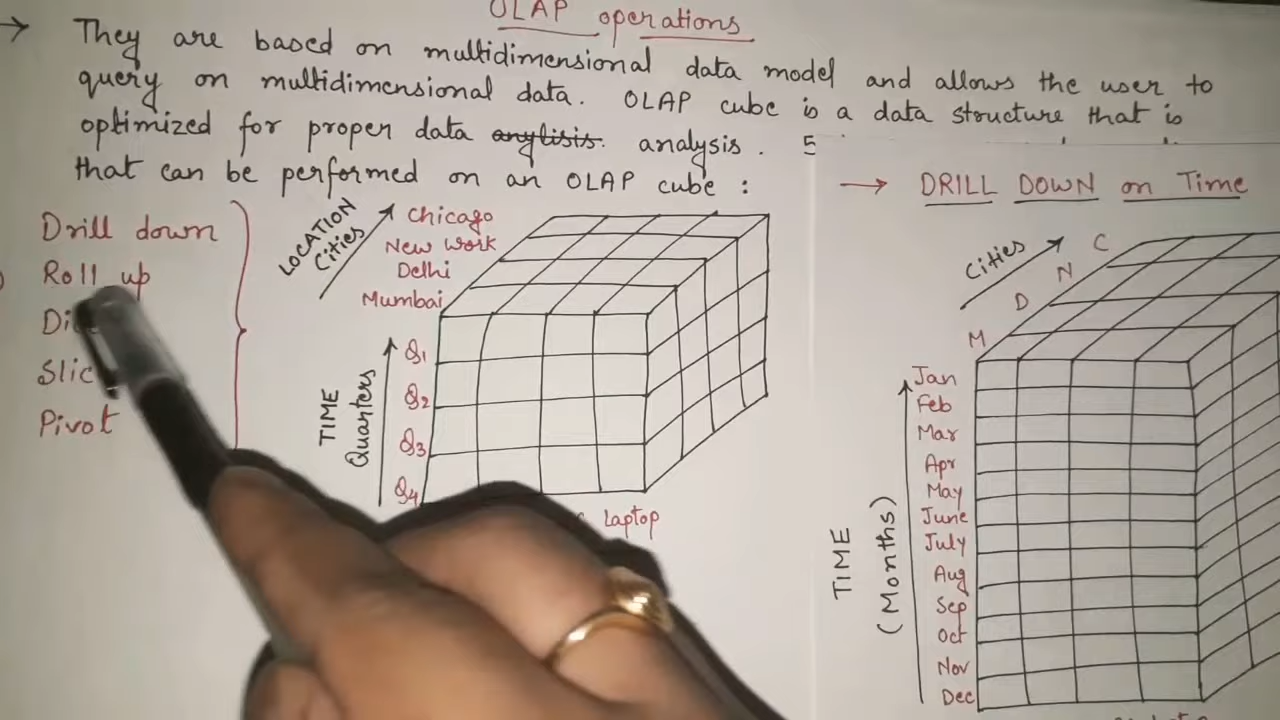 OLAP operations
→ They are based on multidimensional data model and allows the user to
query on multidimensional data. OLAP cube is a data structure that is
optimized for proper data anylisis. analysis. 5
that can be performed on an OLAP cube :
Drill down
Roll up
Di
Slic
Pivot
LOCATION
Cities
Chicago
New Work
Delhi
Mumbai
TIME
Quarters
Q1
Q2
Q3
Q4
Laptop
→ DRILL DOWN on Time
Cities
C
N
D
M
TIME
(Months)
Jan
Feb
Mar
Apr
May
June
July
Aug
Sep
Oct
Nov
Dec